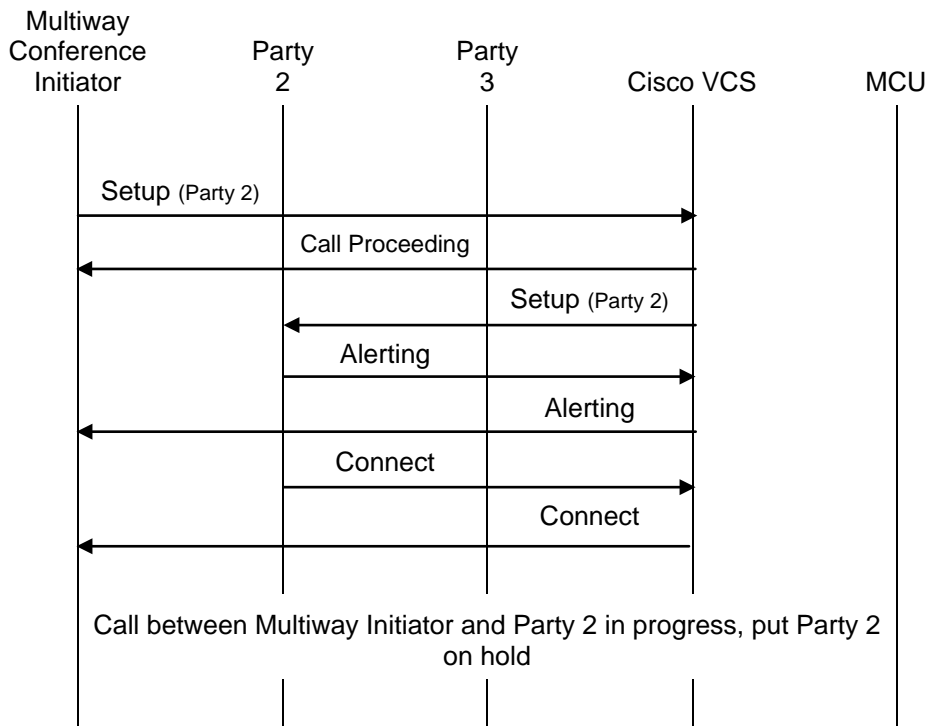 Multiway
Conference
Initiator
Party
2
Party
3
Cisco VCS
MCU
Setup (Party 2)
Call Proceeding
Setup (Party 2)
Alerting
Alerting
Connect
Connect
Call between Multiway Initiator and Party 2 in progress, put Party 2
on hold